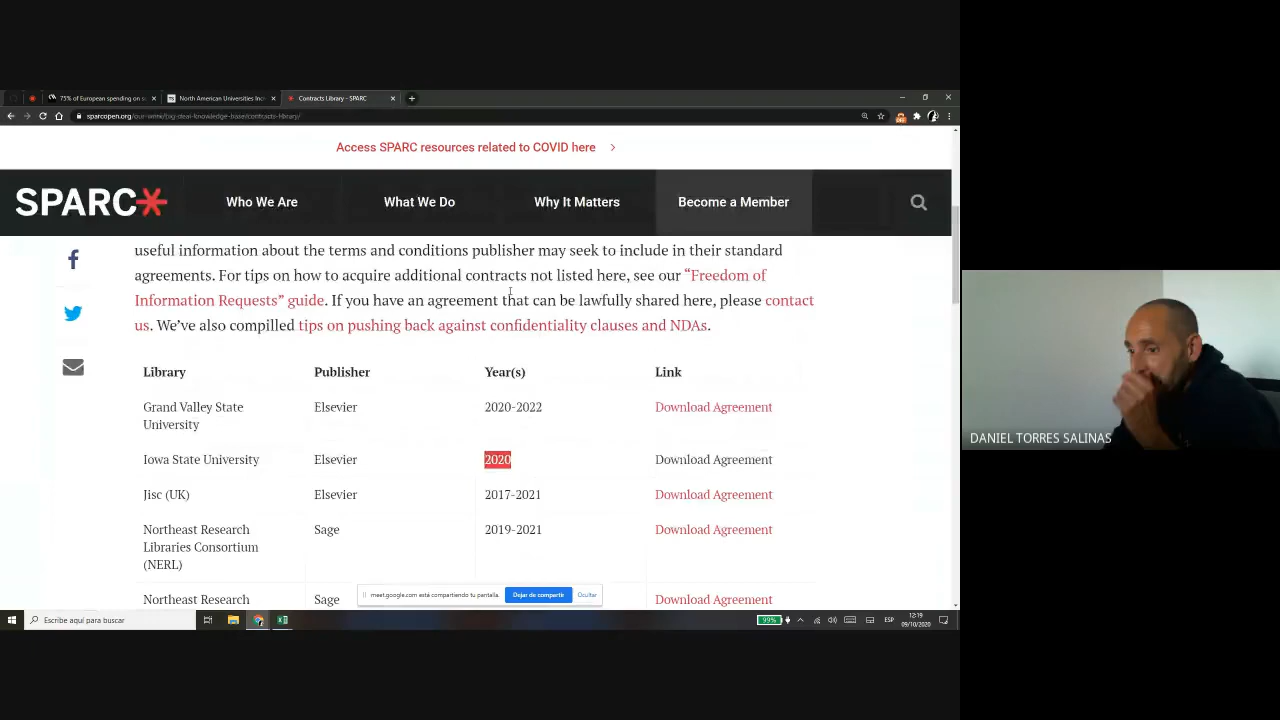 75% of European spending on s
North American Universities Incr
Contracts Library - SPARC
sparcopen.org/our-work/big-deal-knowledge-base/contracts-library/
Access SPARC resources related to COVID here
SPARC
Who We Are
What We Do
Why It Matters
Become a Member
useful information about the terms and conditions publisher may seek to include in their standard
agreements. For tips on how to acquire additional contracts not listed here, see our “Freedom of
Information Requests” guide. If you have an agreement that can be lawfully shared here, please contact
us. We’ve also compilled tips on pushing back against confidentiality clauses and NDAs.
Library Publisher Year(s) Link
Grand Valley State Elsevier 2020-2022 Download Agreement
University
Iowa State University Elsevier 2020 Download Agreement
Jisc (UK) Elsevier 2017-2021 Download Agreement
Northeast Research Sage 2019-2021 Download Agreement
Libraries Consortium
(NERL)
Northeast Research Sage Download Agreement
meet.google.com está compartiendo tu pantalla.
Dejar de compartir
Ocultar
Escribe aquí para buscar
99%
ESP
12:19
09/10/2020
DANIEL TORRES SALINAS